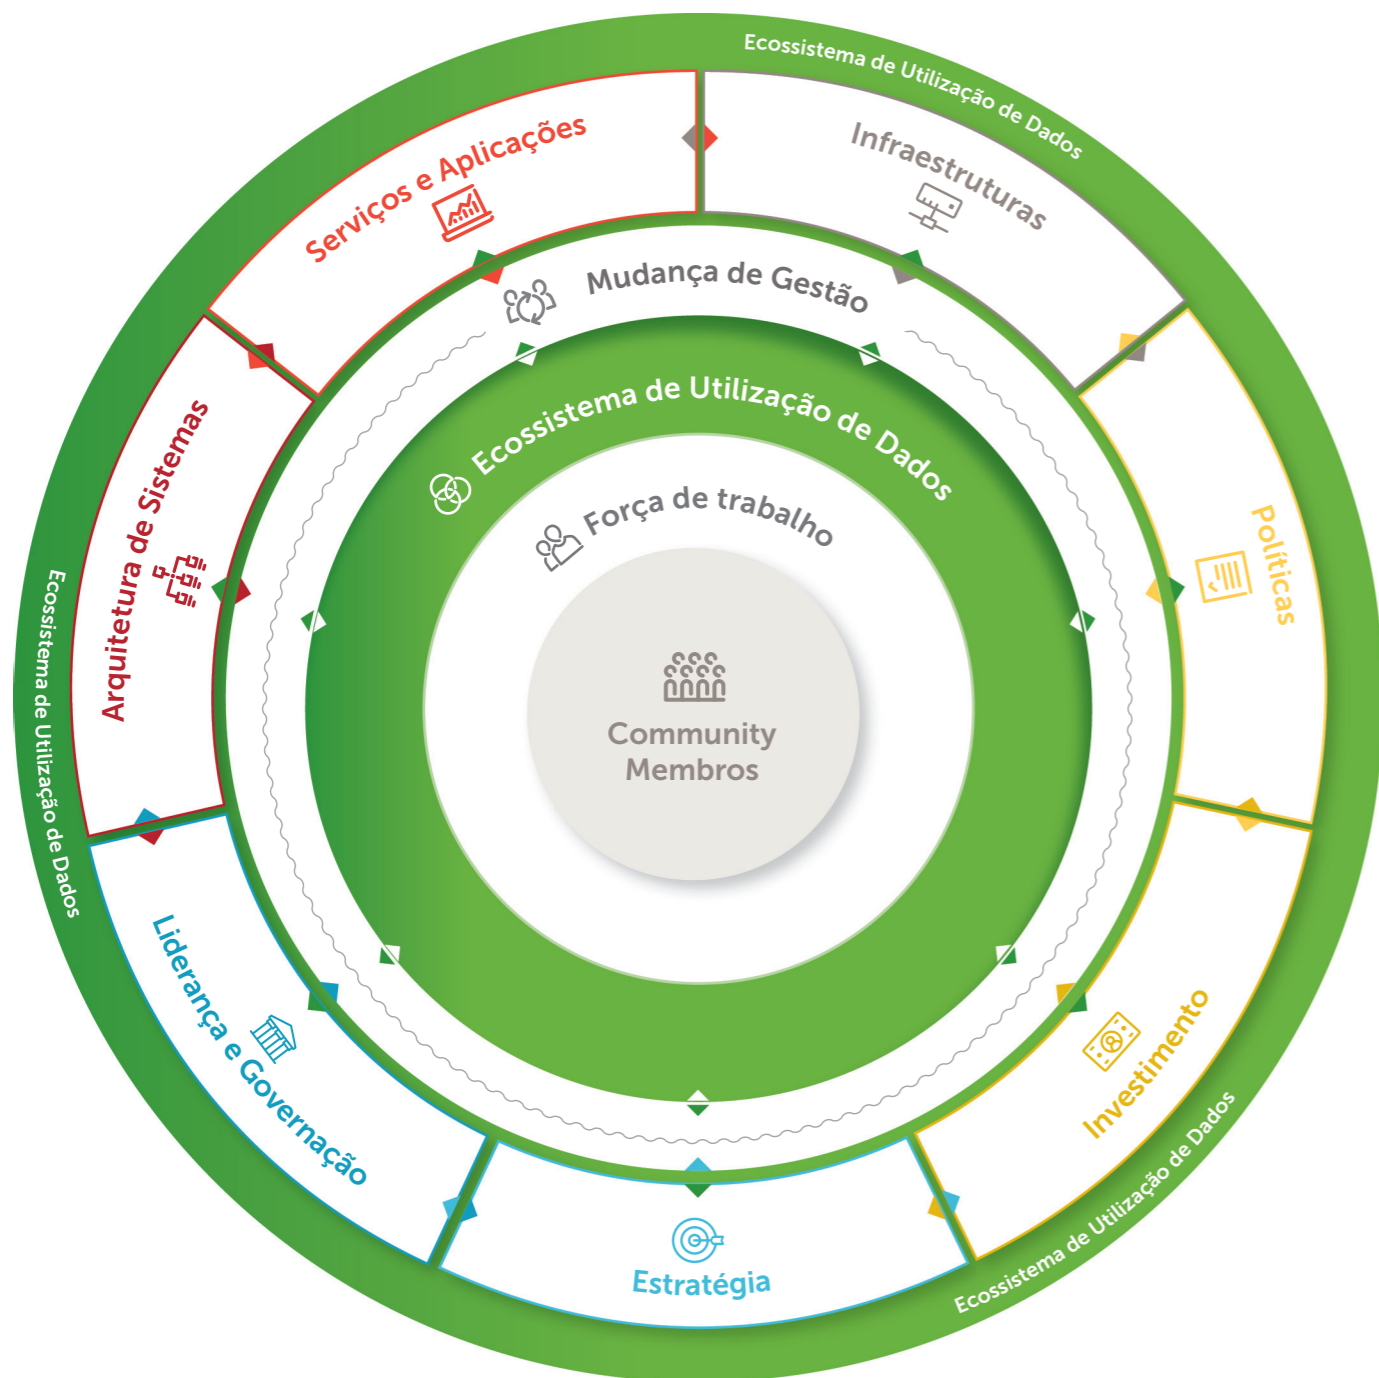 Ecossistema de Utilização de Dados
Serviços e Aplicações
Infraestruturas
Mudança de Gestão
Ecossistema de Utilização de Dados
Força de trabalho
Arquitetura de Sistemas
Políticas
Ecossistema de Utilização de Dados
Community
Membros
Liderança e Governação
Investimento
Estratégia
Ecossistema de Utilização de Dados